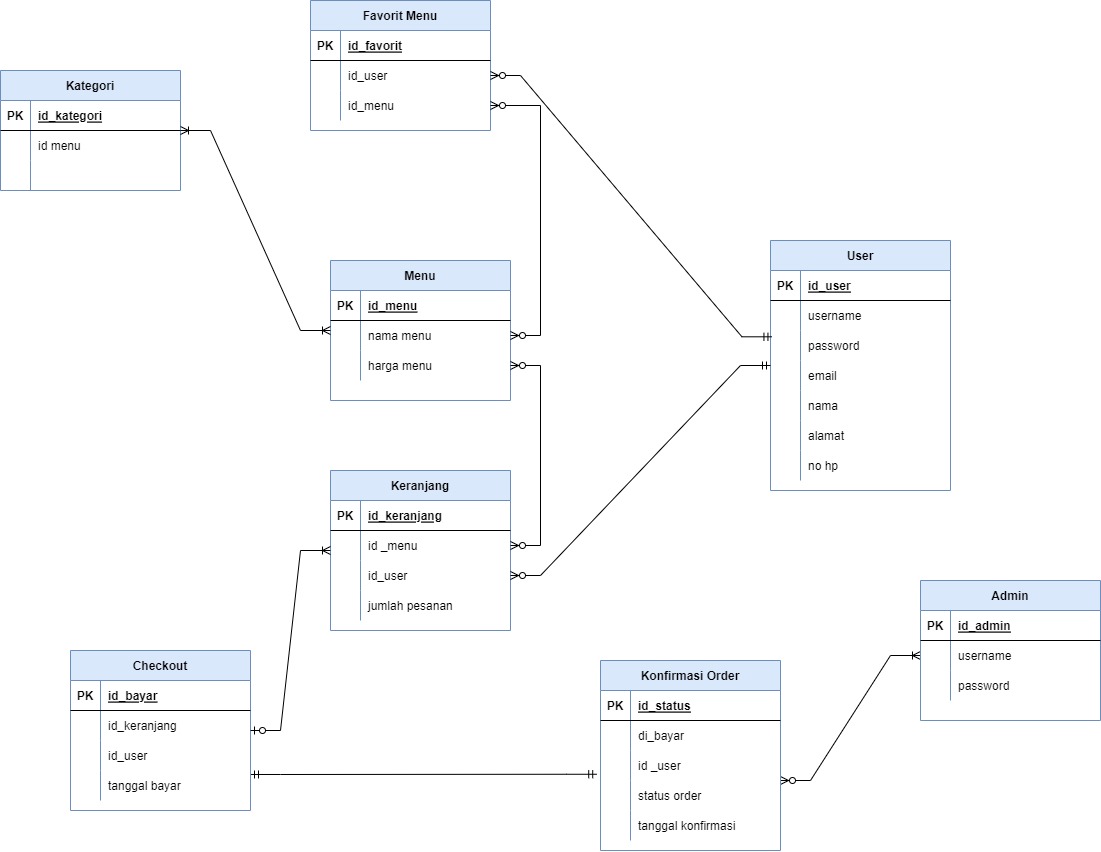 Favorit Menu
PK id_favorit
id_user
id_menu
Kategori
PK id_kategori
id menu
Menu
PK id_menu
nama menu
harga menu
User
PK id_user
username
password
email
nama
alamat
no hp
Keranjang
PK id_keranjang
id _menu
id_user
jumlah pesanan
Checkout
PK id_bayar
id_keranjang
id_user
tanggal bayar
Konfirmasi Order
PK id_status
di_bayar
id _user
status order
tanggal konfirmasi
Admin
PK id_admin
username
password